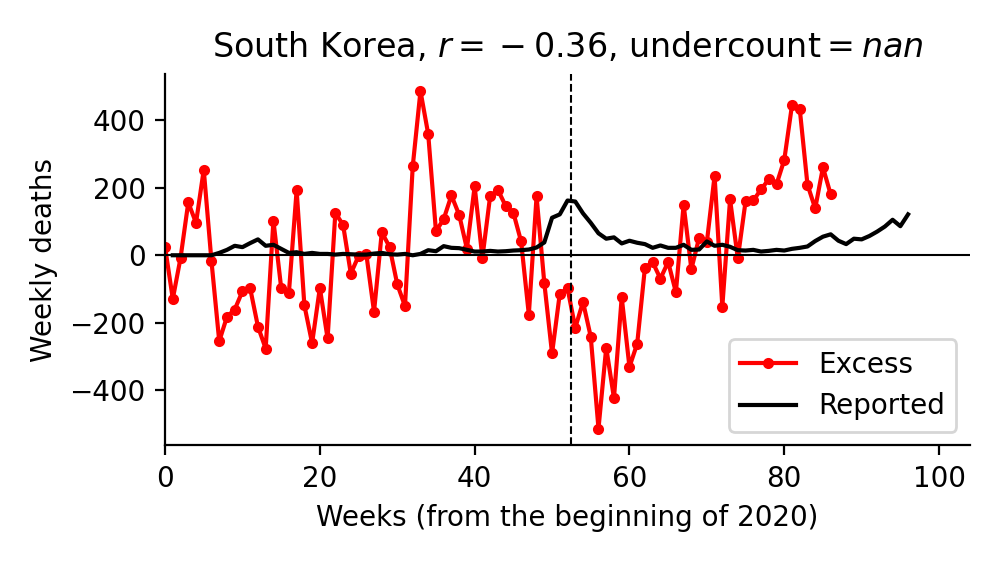 South Korea, r = −0.36, undercount = nan
Weekly deaths
400
200
0
−200
−400
0 20 40 60 80 100
Weeks (from the beginning of 2020)
Excess
Reported